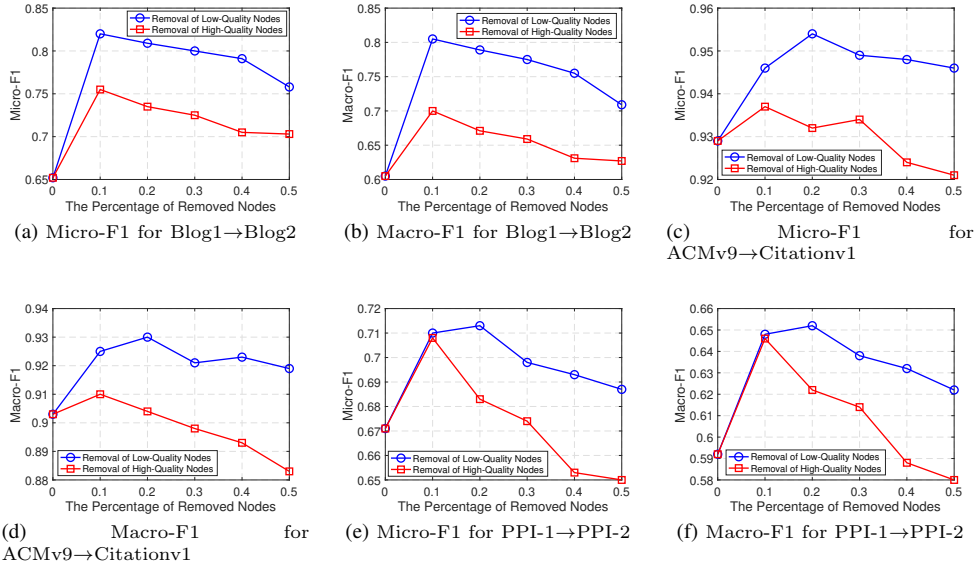 0.85
0.8
0.75
0.7
0.65
Micro-F1
Removal of Low-Quality Nodes
Removal of High-Quality Nodes
0 0.1 0.2 0.3 0.4 0.5
The Percentage of Removed Nodes
(a) Micro-F1 for Blog1→Blog2
0.85
0.8
0.75
0.7
0.65
0.6
Macro-F1
Removal of Low-Quality Nodes
Removal of High-Quality Nodes
0 0.1 0.2 0.3 0.4 0.5
The Percentage of Removed Nodes
(b) Macro-F1 for Blog1→Blog2
0.96
0.95
0.94
0.93
0.92
Micro-F1
Removal of Low-Quality Nodes
Removal of High-Quality Nodes
0 0.1 0.2 0.3 0.4 0.5
The Percentage of Removed Nodes
(c) Micro-F1 for
ACMv9→Citationv1
0.94
0.93
0.92
0.91
0.9
0.89
0.88
Macro-F1
Removal of Low-Quality Nodes
Removal of High-Quality Nodes
0 0.1 0.2 0.3 0.4 0.5
The Percentage of Removed Nodes
(d) Macro-F1 for
ACMv9→Citationv1
0.72
0.71
0.7
0.69
0.68
0.67
0.66
0.65
Micro-F1
Removal of Low-Quality Nodes
Removal of High-Quality Nodes
0 0.1 0.2 0.3 0.4 0.5
The Percentage of Removed Nodes
(e) Micro-F1 for PPI-1→PPI-2
0.66
0.65
0.64
0.63
0.62
0.61
0.6
0.59
0.58
Macro-F1
Removal of Low-Quality Nodes
Removal of High-Quality Nodes
0 0.1 0.2 0.3 0.4 0.5
The Percentage of Removed Nodes
(f) Macro-F1 for PPI-1→PPI-2